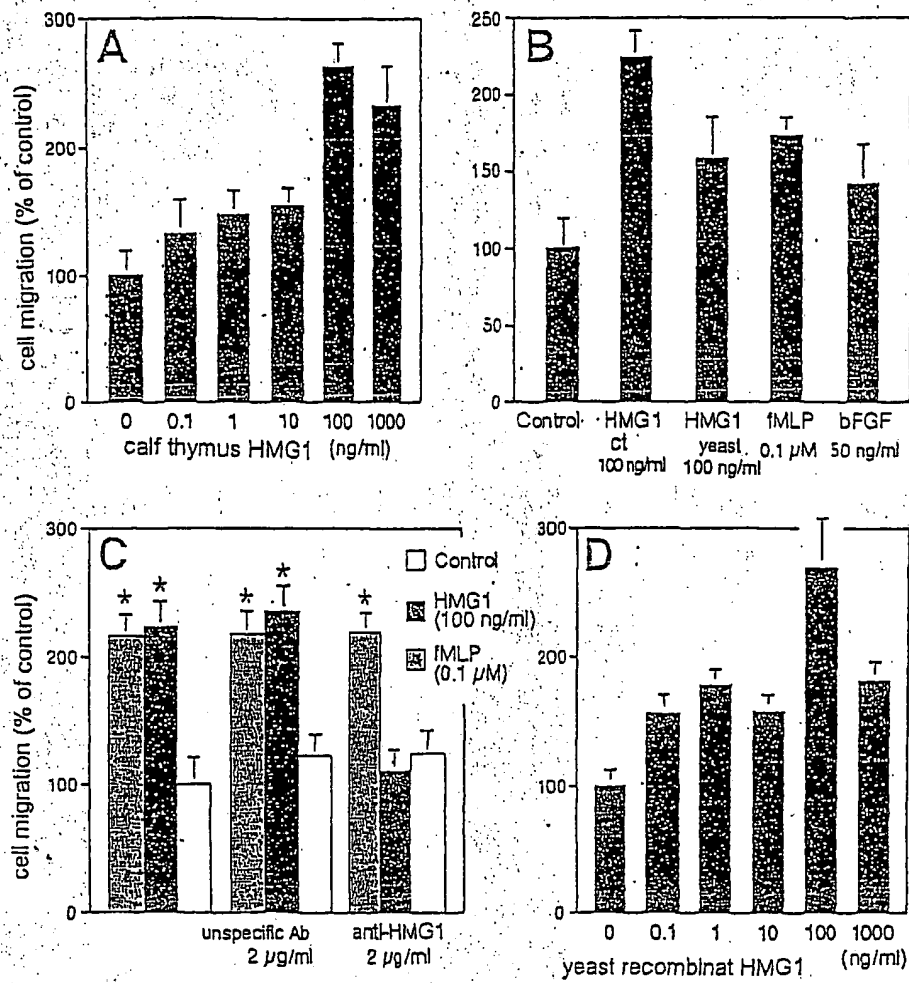 A
cell migration (% of control)
300
200
100
0
0 0.1 1 10 100 1000
calf thymus HMG1 (ng/ml)
B
250
200
150
100
50
0
Control HMG1 HMG1 fMLP bFGF
ct yeast 0.1 µM 50 ng/ml
100 ng/ml 100 ng/ml
C
cell migration (% of control)
300
200
100
0
* * * * *
Control
HMG1
(100 ng/ml)
fMLP
(0.1 µM)
unspecific Ab anti-HMG1
2 µg/ml 2 µg/ml
D
300
200
100
0
0 0.1 1 10 100 1000
yeast recombinat HMG1 (ng/ml)